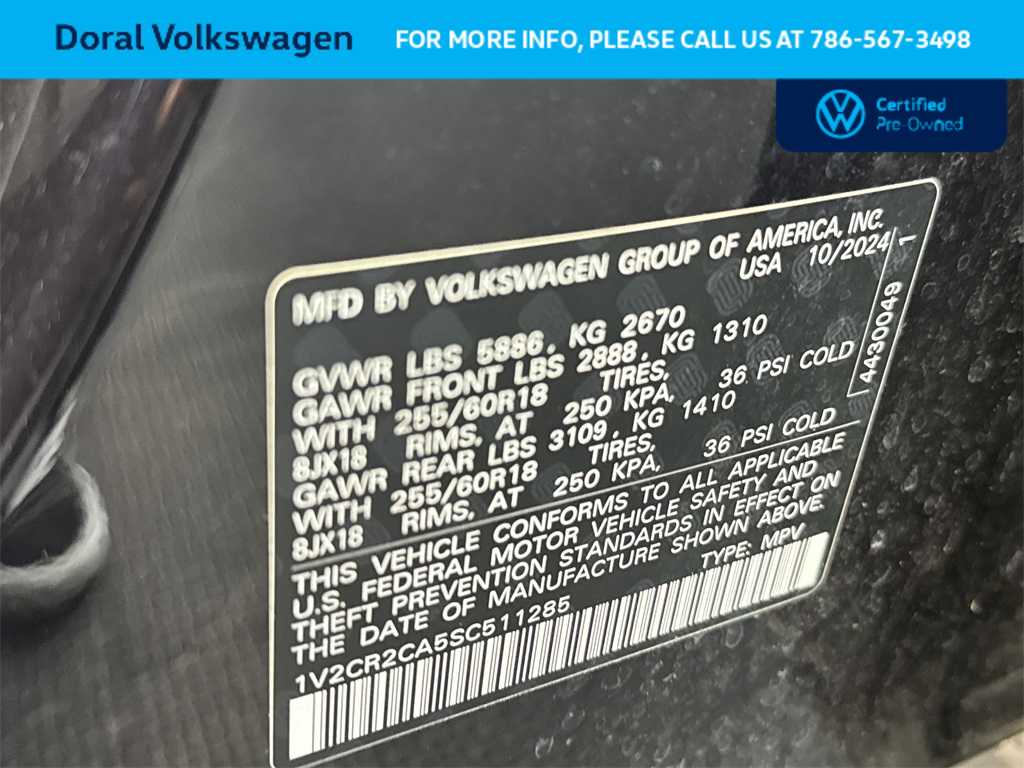 Doral Volkswagen
FOR MORE INFO, PLEASE CALL US AT 786-567-3498
Certified
Pre-Owned
MFD BY VOLKSWAGEN GROUP OF AMERICA, INC.
USA 10/2024
GVWR LBS 5886, KG 2670
GAWR FRONT LBS 2888, KG 1310
WITH 255/60R18 TIRES,
8JX18 RIMS, AT 250 KPA, 36 PSI COLD
GAWR REAR LBS 3109, KG 1410
WITH 255/60R18 TIRES,
8JX18 RIMS, AT 250 KPA, 36 PSI COLD
4430049 1
THIS VEHICLE CONFORMS TO ALL APPLICABLE
U.S. FEDERAL MOTOR VEHICLE SAFETY AND
THEFT PREVENTION STANDARDS IN EFFECT ON
THE DATE OF MANUFACTURE SHOWN ABOVE.
1V2CR2CA5SC511285 TYPE: MPV